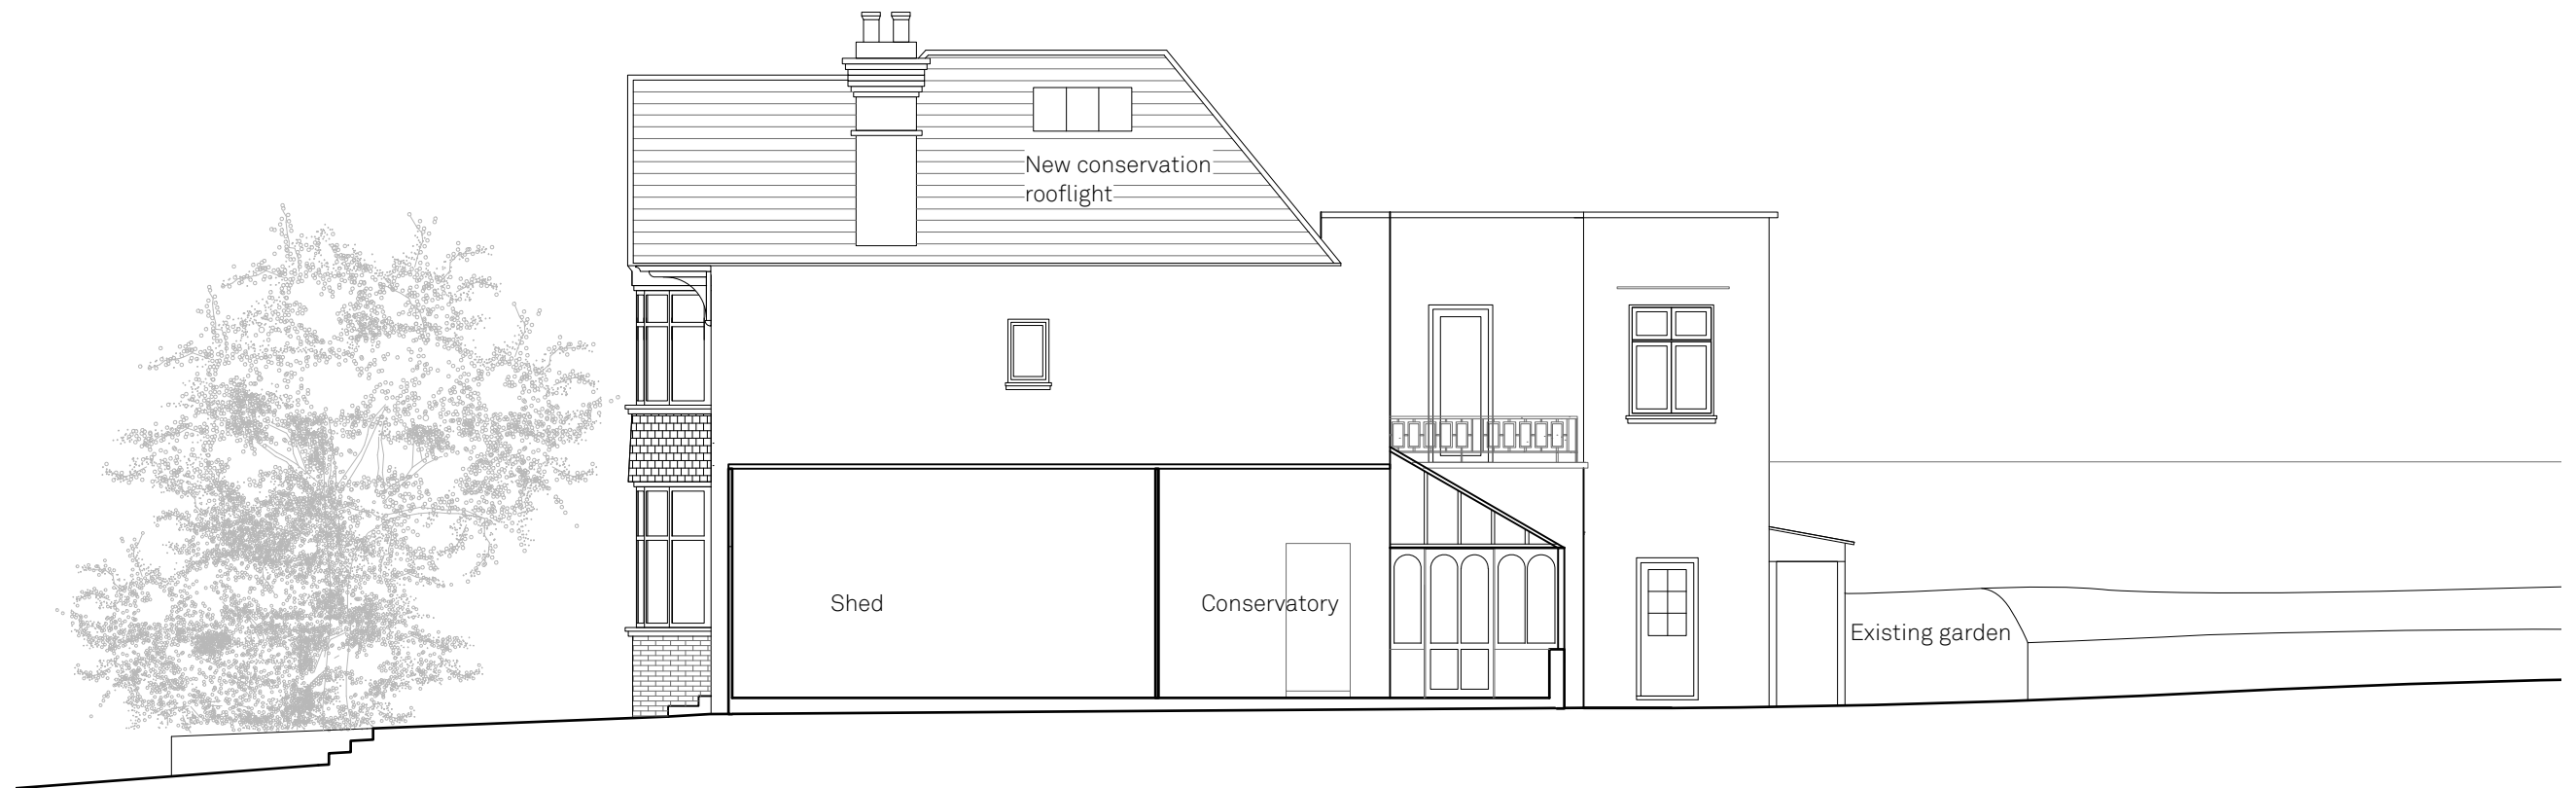 New conservation
rooflight
Shed
Conservatory
Existing garden